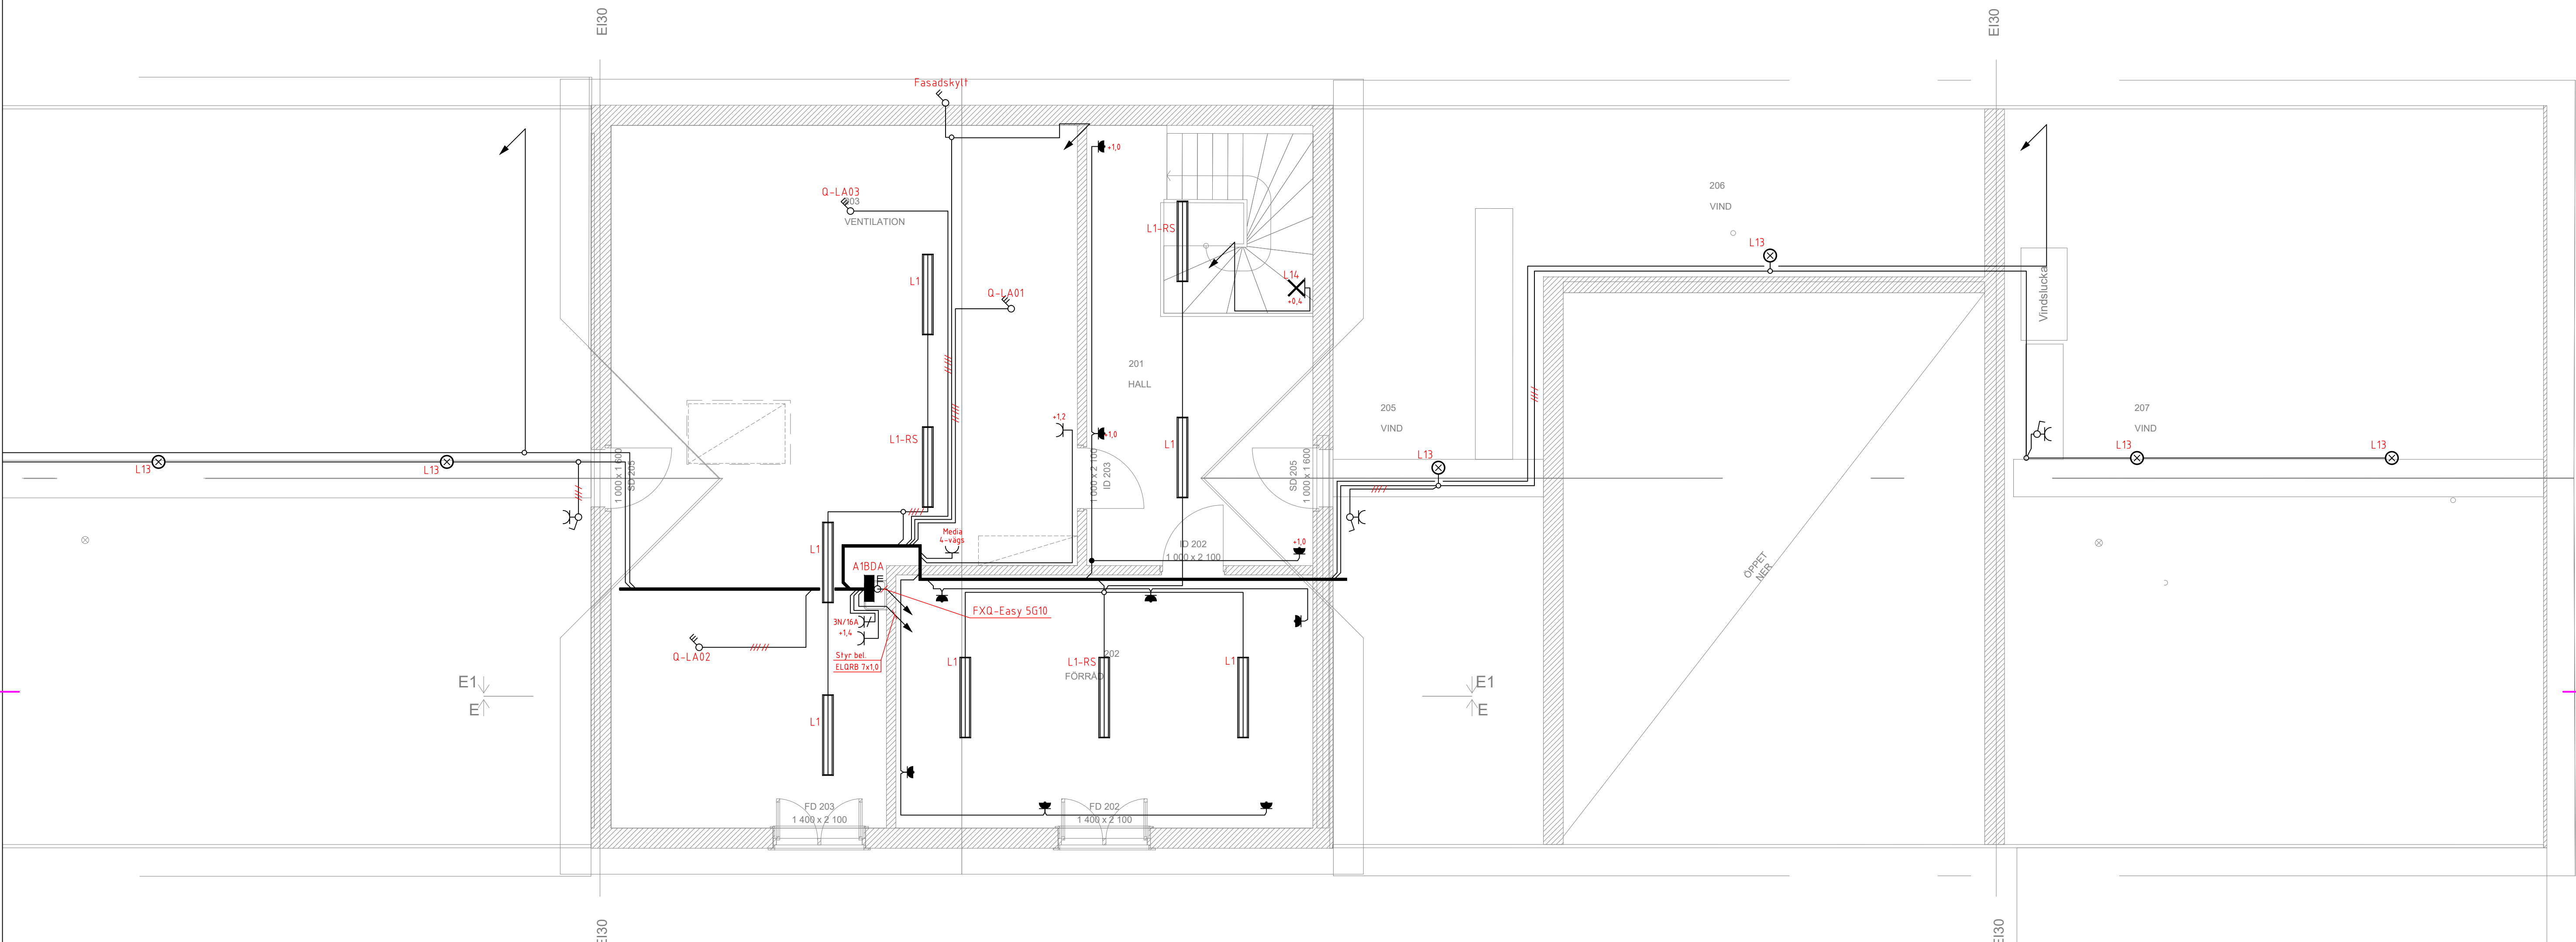 EI30
EI30
Fasadskylt
+1,0
Q-LA03
203
VENTILATION
206
VIND
L1-RS
L13
L1
Q-LA01
L14
+0,4
Vindslucka
201
HALL
+1,2
+1,0
205
VIND
207
VIND
L1-RS
L1
L13
L13
L13
L13
L13
1 000 x 1 600
SD 205
1 000 x 2 100
ID 203
SD 205
1 000 x 1 600
Media
4-vägs
ID 202
1 000 x 2 100
+1,0
L1
A1BDA
E
ÖPPET
NER
FXQ-Easy 5G10
3N/16A
+1,4
Q-LA02
Styr bel.
ELQRB 7x1,0
L1
L1-RS
202
FÖRRÅD
L1
E1
E
E1
E
L1
FD 203
1 400 x 2 100
FD 202
1 400 x 2 100
EI30
EI30